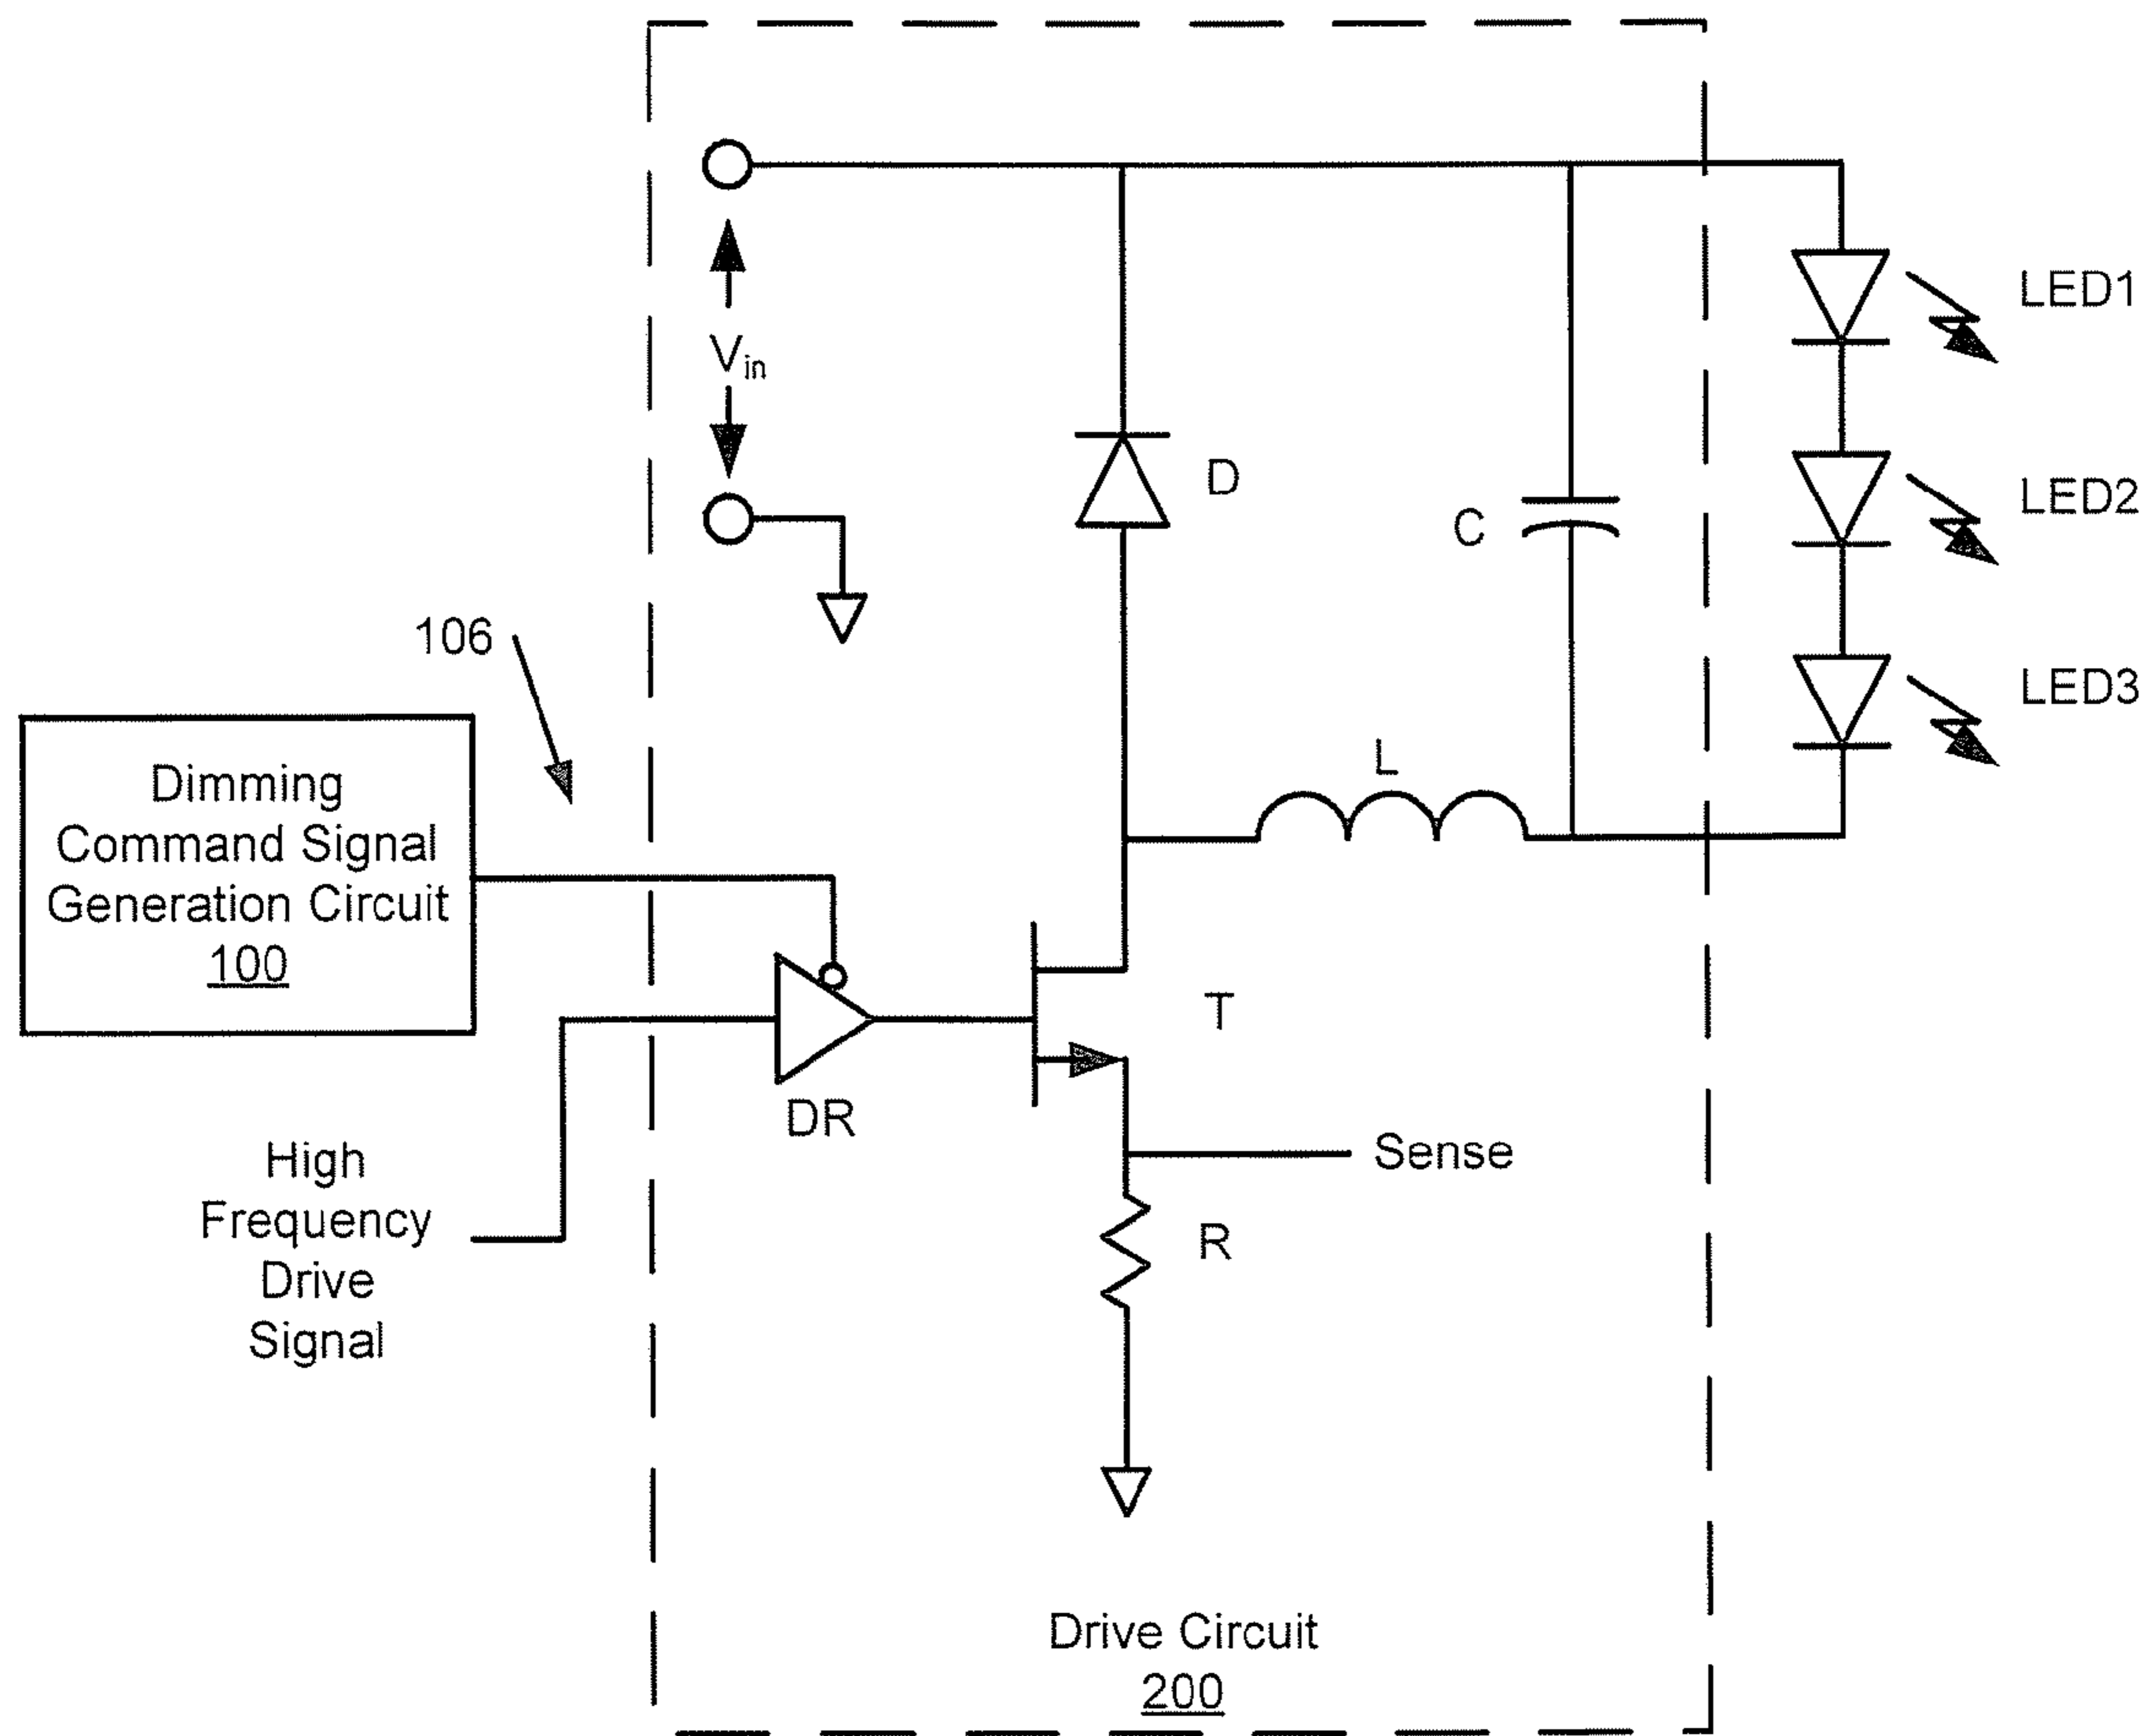 LED1
V_in
D
LED2
C
106
LED3
L
Dimming
Command Signal
Generation Circuit
100
T
DR
Sense
High
Frequency
Drive
Signal
R
Drive Circuit
200